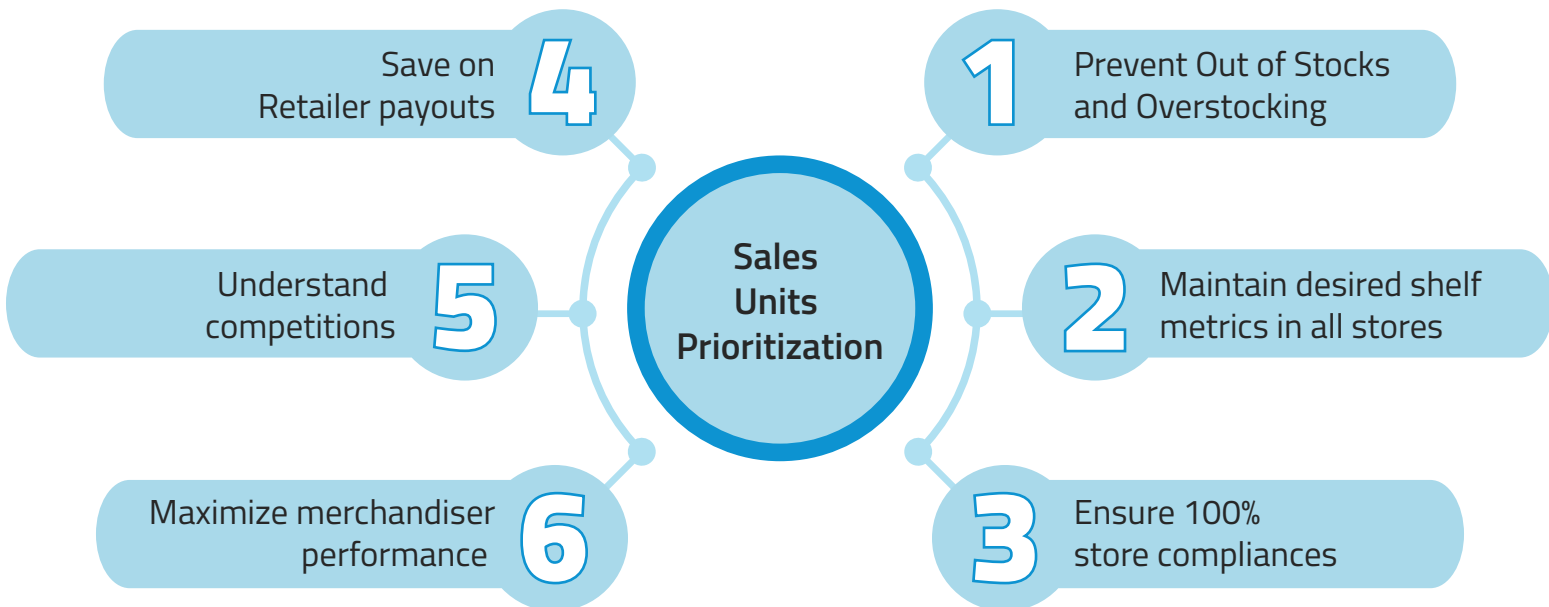 Sales
Units
Prioritization
1
Prevent Out of Stocks
and Overstocking
2
Maintain desired shelf
metrics in all stores
3
Ensure 100%
store compliances
4
Save on
Retailer payouts
5
Understand
competitions
6
Maximize merchandiser
performance